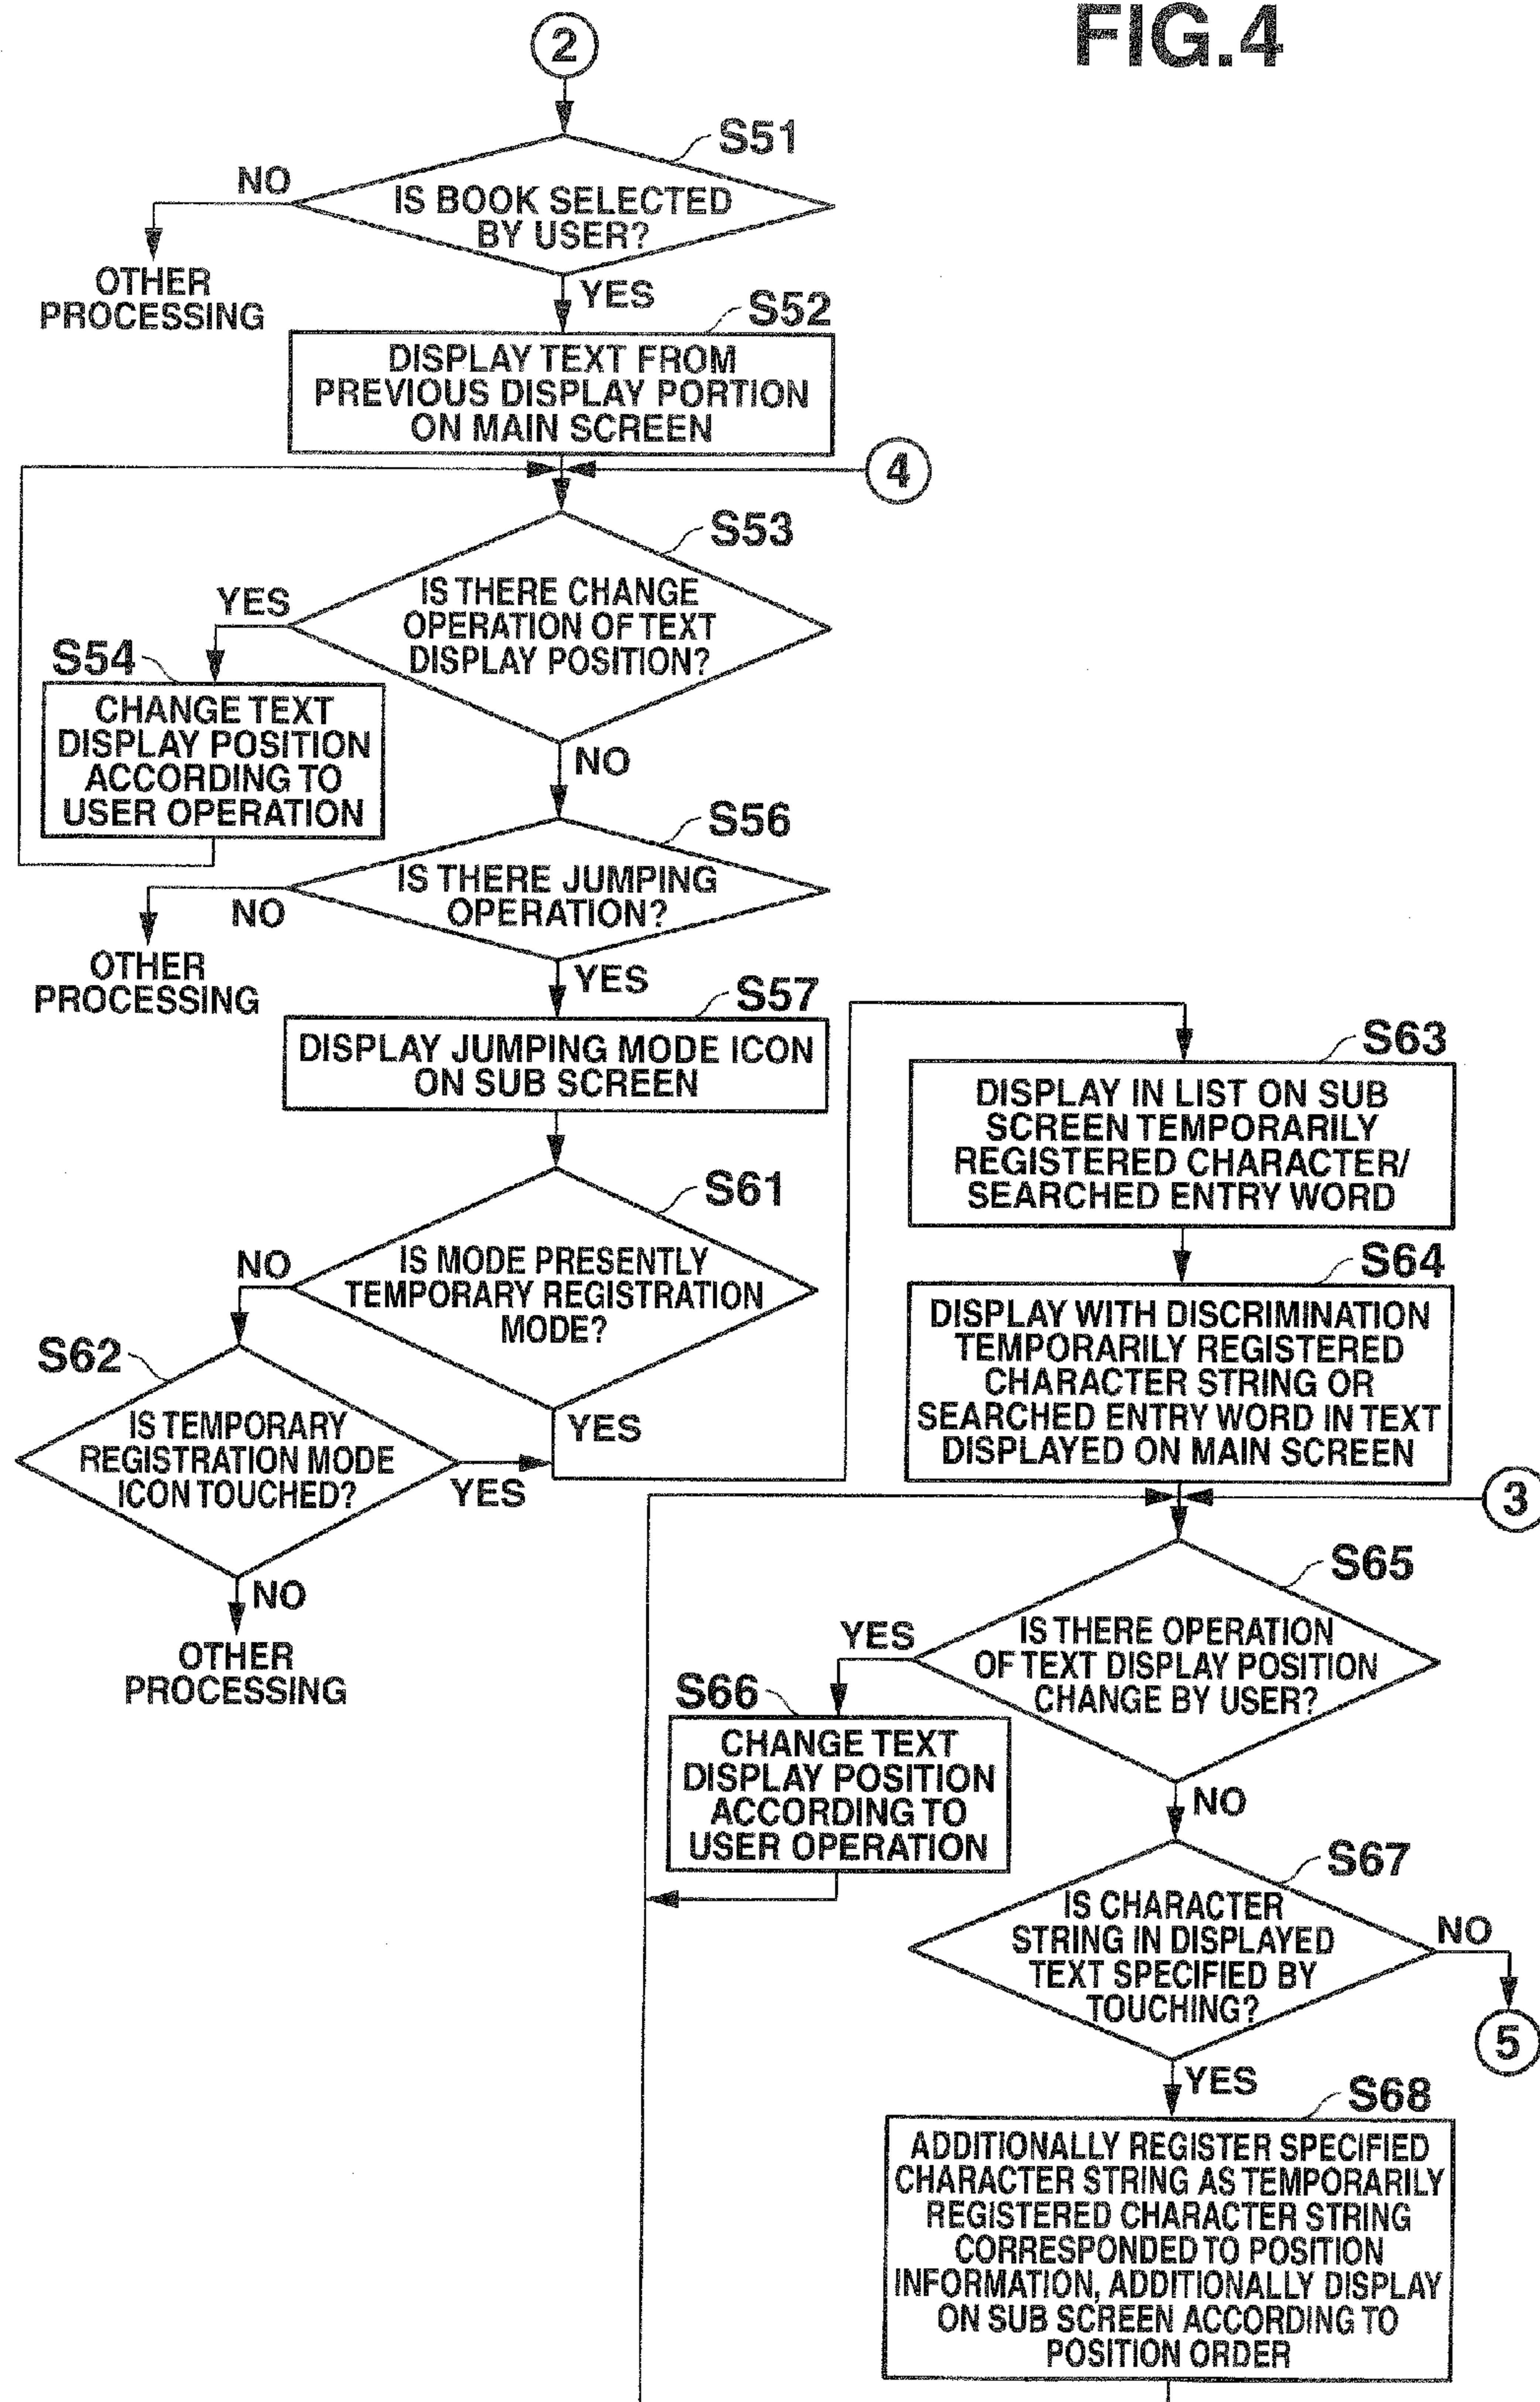 FIG.4
2
S51
NO
IS BOOK SELECTED
BY USER?
OTHER
PROCESSING
YES
S52
DISPLAY TEXT FROM
PREVIOUS DISPLAY PORTION
ON MAIN SCREEN
4
S53
YES
IS THERE CHANGE
OPERATION OF TEXT
DISPLAY POSITION?
S54
CHANGE TEXT
DISPLAY POSITION
ACCORDING TO
USER OPERATION
NO
S56
IS THERE JUMPING
OPERATION?
NO
OTHER
PROCESSING
YES
S57
DISPLAY JUMPING MODE ICON
ON SUB SCREEN
S61
NO
IS MODE PRESENTLY
TEMPORARY REGISTRATION
MODE?
YES
S62
IS TEMPORARY
REGISTRATION MODE
ICON TOUCHED?
YES
NO
OTHER
PROCESSING
S63
DISPLAY IN LIST ON SUB
SCREEN TEMPORARILY
REGISTERED CHARACTER/
SEARCHED ENTRY WORD
S64
DISPLAY WITH DISCRIMINATION
TEMPORARILY REGISTERED
CHARACTER STRING OR
SEARCHED ENTRY WORD IN TEXT
DISPLAYED ON MAIN SCREEN
3
S65
YES
IS THERE OPERATION
OF TEXT DISPLAY POSITION
CHANGE BY USER?
S66
CHANGE TEXT
DISPLAY POSITION
ACCORDING TO
USER OPERATION
NO
S67
IS CHARACTER
STRING IN DISPLAYED
TEXT SPECIFIED BY
TOUCHING?
NO
5
YES
S68
ADDITIONALLY REGISTER SPECIFIED
CHARACTER STRING AS TEMPORARILY
REGISTERED CHARACTER STRING
CORRESPONDED TO POSITION
INFORMATION, ADDITIONALLY DISPLAY
ON SUB SCREEN ACCORDING TO
POSITION ORDER